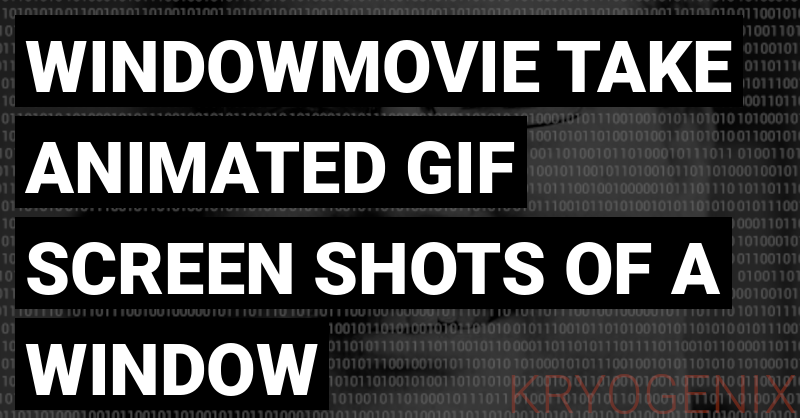 WINDOWMOVIE TAKE
ANIMATED GIF
SCREEN SHOTS OF A
WINDOW
KRYOGENIX